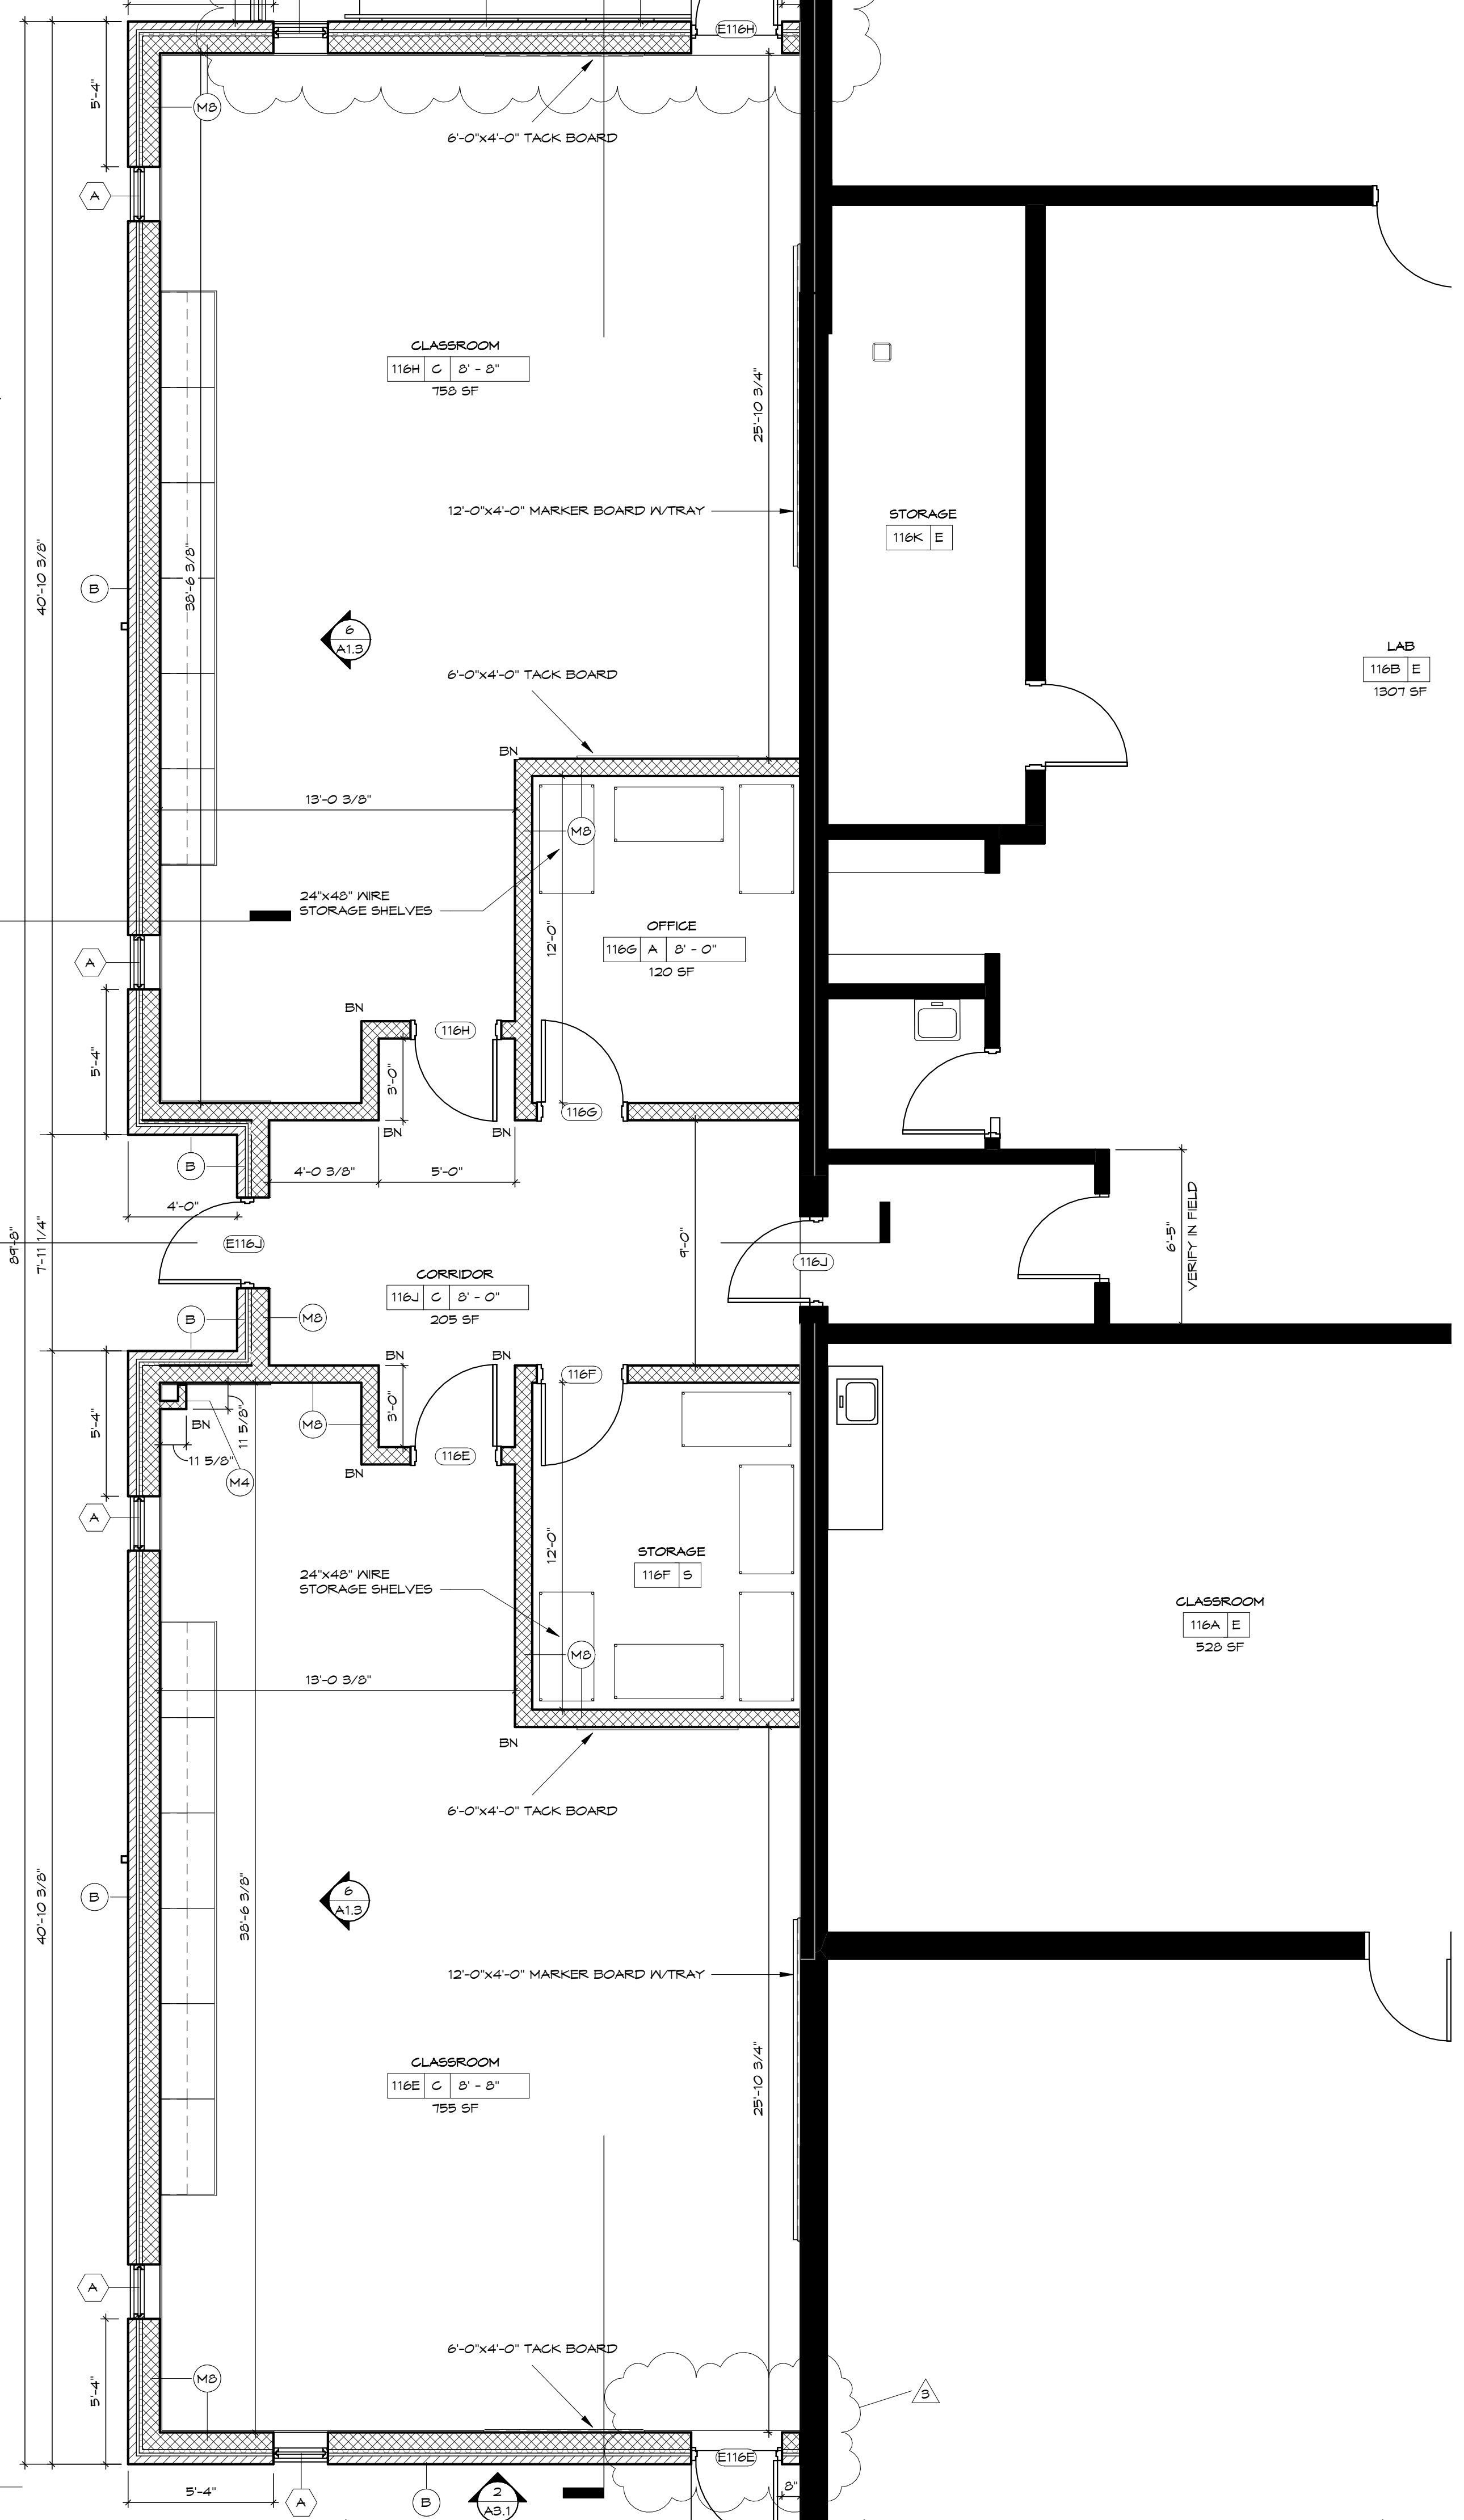 E116H
5'-4"
M8
6'-0"x4'-0" TACK BOARD
A
CLASSROOM
116H C 8' - 8"
758 SF
25'-10 3/4"
12'-0"x4'-0" MARKER BOARD W/TRAY
STORAGE
116K E
40'-10 3/8"
38'-6 3/8"
B
6
A1.3
LAB
116B E
1307 SF
6'-0"x4'-0" TACK BOARD
BN
13'-0 3/8"
M8
24"x48" WIRE
STORAGE SHELVES
12'-0"
OFFICE
116G A 8' - 0"
120 SF
A
BN
116H
5'-4"
3'-0"
116G
BN
BN
B
4'-0 3/8"
5'-0"
4'-0"
89'-8"
7'-11 1/4"
E116J
9'-0"
116J
6'-5"
VERIFY IN FIELD
CORRIDOR
116J C 8' - 0"
205 SF
B
M8
BN
BN
116F
5'-4"
3'-0"
BN
11 5/8"
M8
11 5/8"
116E
BN
M4
A
12'-0"
STORAGE
116F S
24"x48" WIRE
STORAGE SHELVES
CLASSROOM
116A E
528 SF
M8
13'-0 3/8"
BN
6'-0"x4'-0" TACK BOARD
40'-10 3/8"
38'-6 3/8"
B
6
A1.3
12'-0"x4'-0" MARKER BOARD W/TRAY
CLASSROOM
116E C 8' - 8"
755 SF
25'-10 3/4"
A
6'-0"x4'-0" TACK BOARD
M8
5'-4"
3
E116E
5'-4"
A
B
2
A3.1
8"